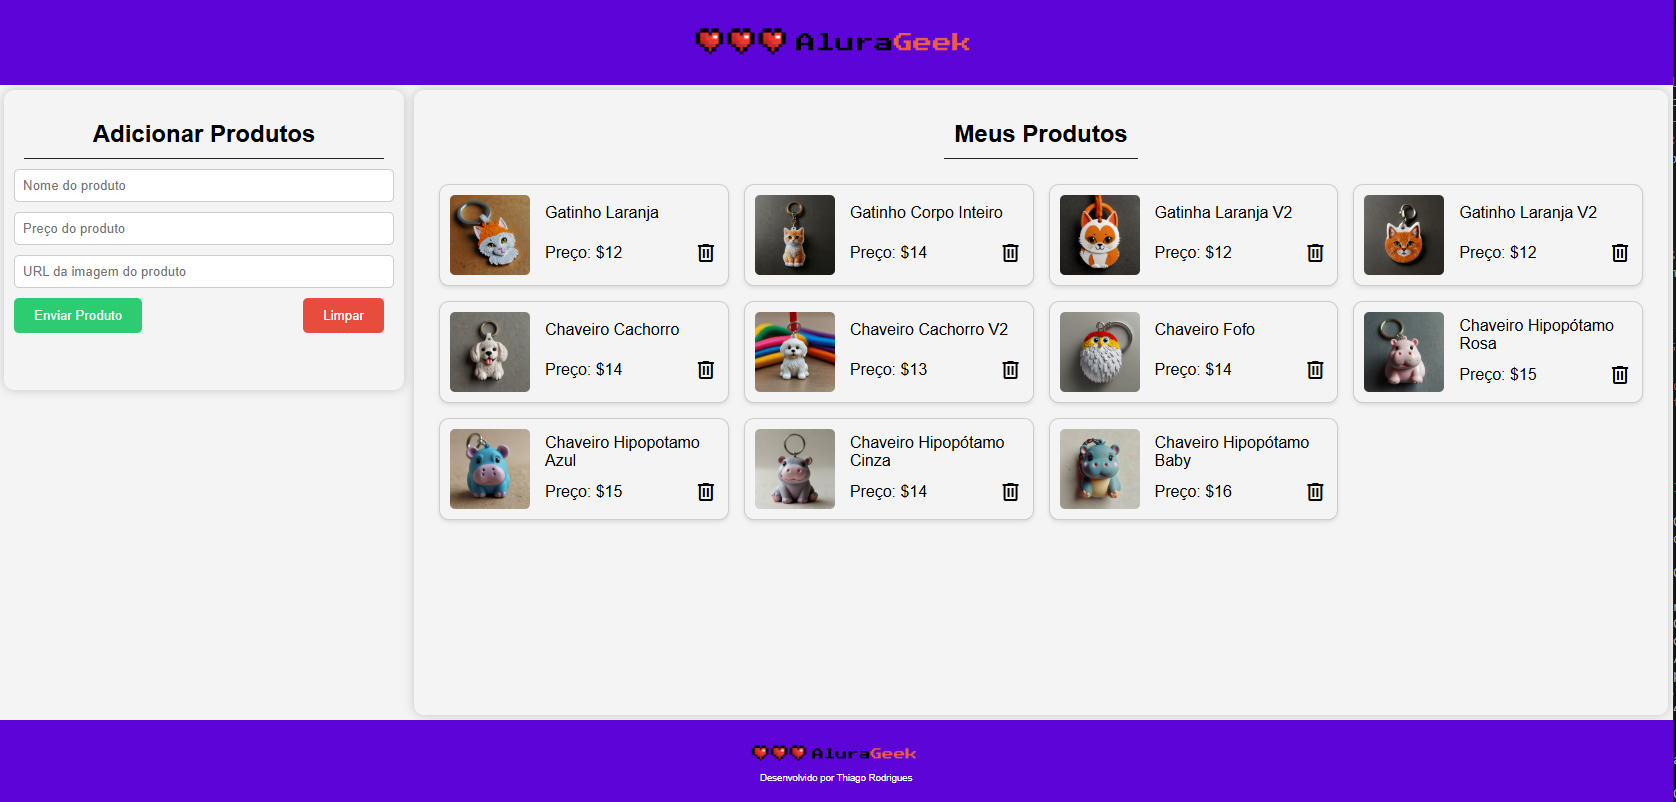 AluraGeek
Adicionar Produtos
Nome do produto
Preço do produto
URL da imagem do produto
Enviar Produto
Limpar
Meus Produtos
Gatinho Laranja
Preço: $12
Gatinho Corpo Inteiro
Preço: $14
Gatinha Laranja V2
Preço: $12
Gatinho Laranja V2
Preço: $12
Chaveiro Cachorro
Preço: $14
Chaveiro Cachorro V2
Preço: $13
Chaveiro Fofo
Preço: $14
Chaveiro Hipopótamo
Rosa
Preço: $15
Chaveiro Hipopotamo
Azul
Preço: $15
Chaveiro Hipopótamo
Cinza
Preço: $14
Chaveiro Hipopótamo
Baby
Preço: $16
AluraGeek
Desenvolvido por Thiago Rodrigues